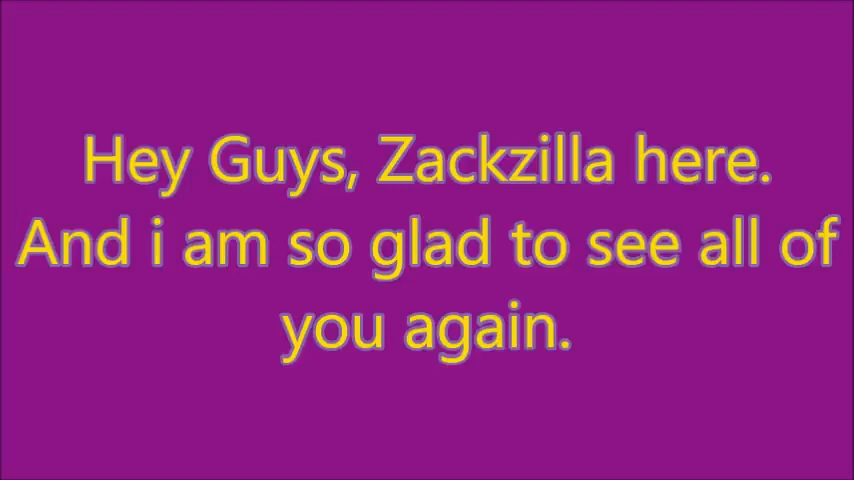 Hey Guys, Zackzilla here.
And i am so glad to see all of
you again.